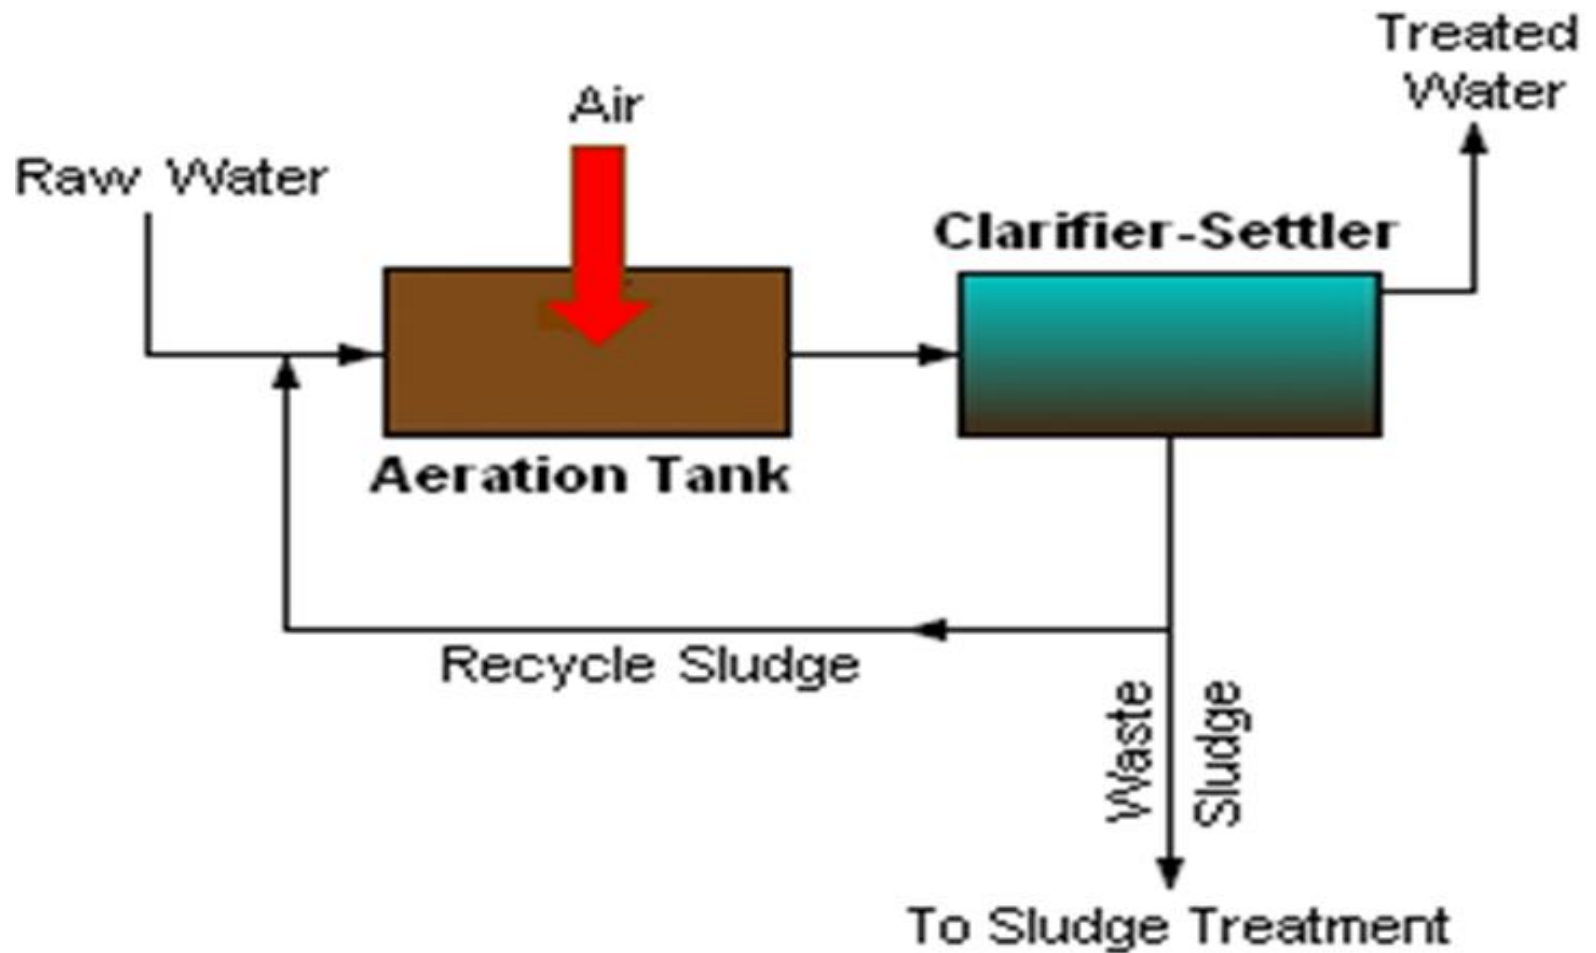 Treated
Water
Air
Raw Water
Clarifier-Settler
Aeration Tank
Recycle Sludge
Waste
Sludge
To Sludge Treatment